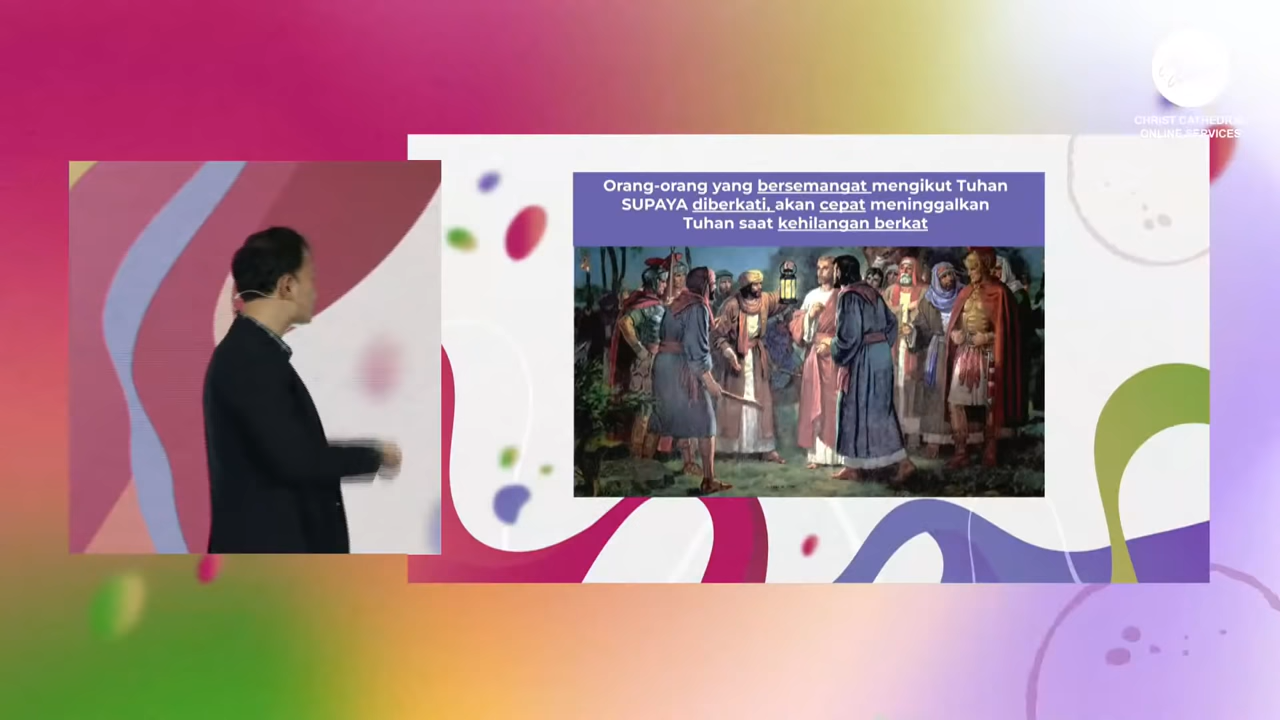 CHRIST CATHEDRAL
ONLINE SERVICES
Orang-orang yang bersemangat mengikut Tuhan
SUPAYA diberkati, akan cepat meninggalkan
Tuhan saat kehilangan berkat